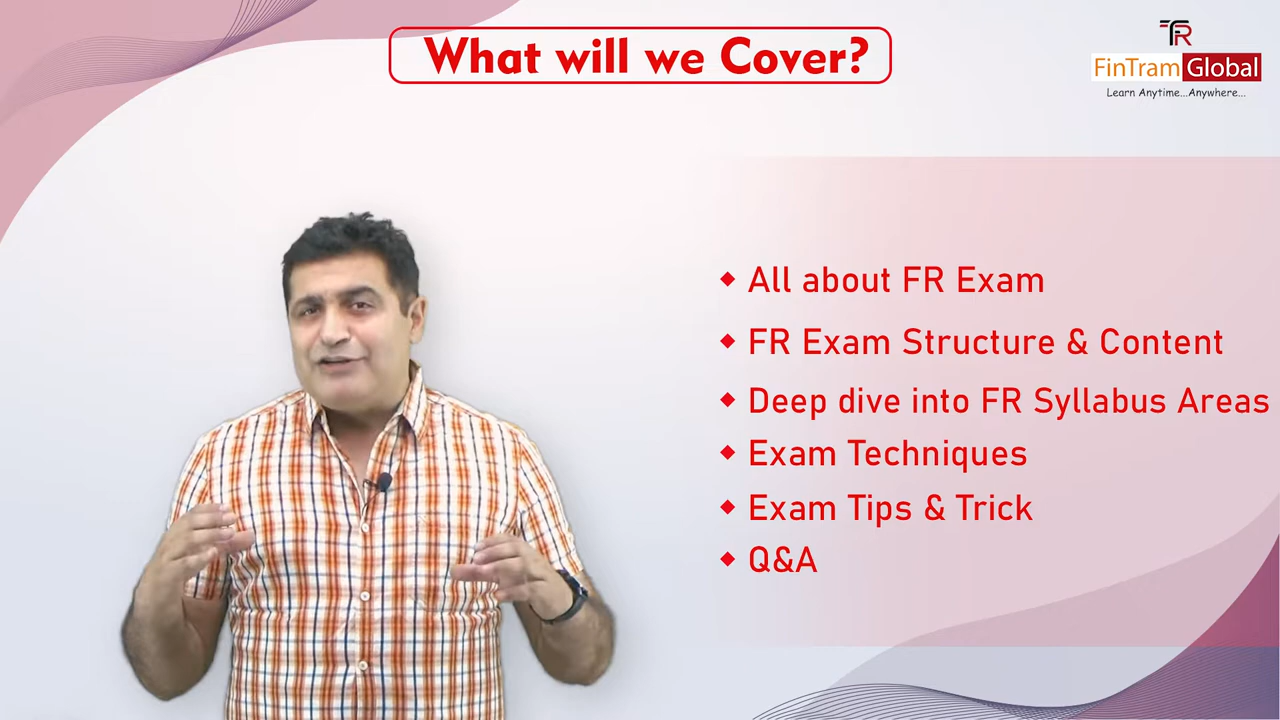 What will we Cover?
TR
FinTram Global
Learn Anytime...Anywhere...
All about FR Exam
FR Exam Structure & Content
Deep dive into FR Syllabus Areas
Exam Techniques
Exam Tips & Trick
Q&A